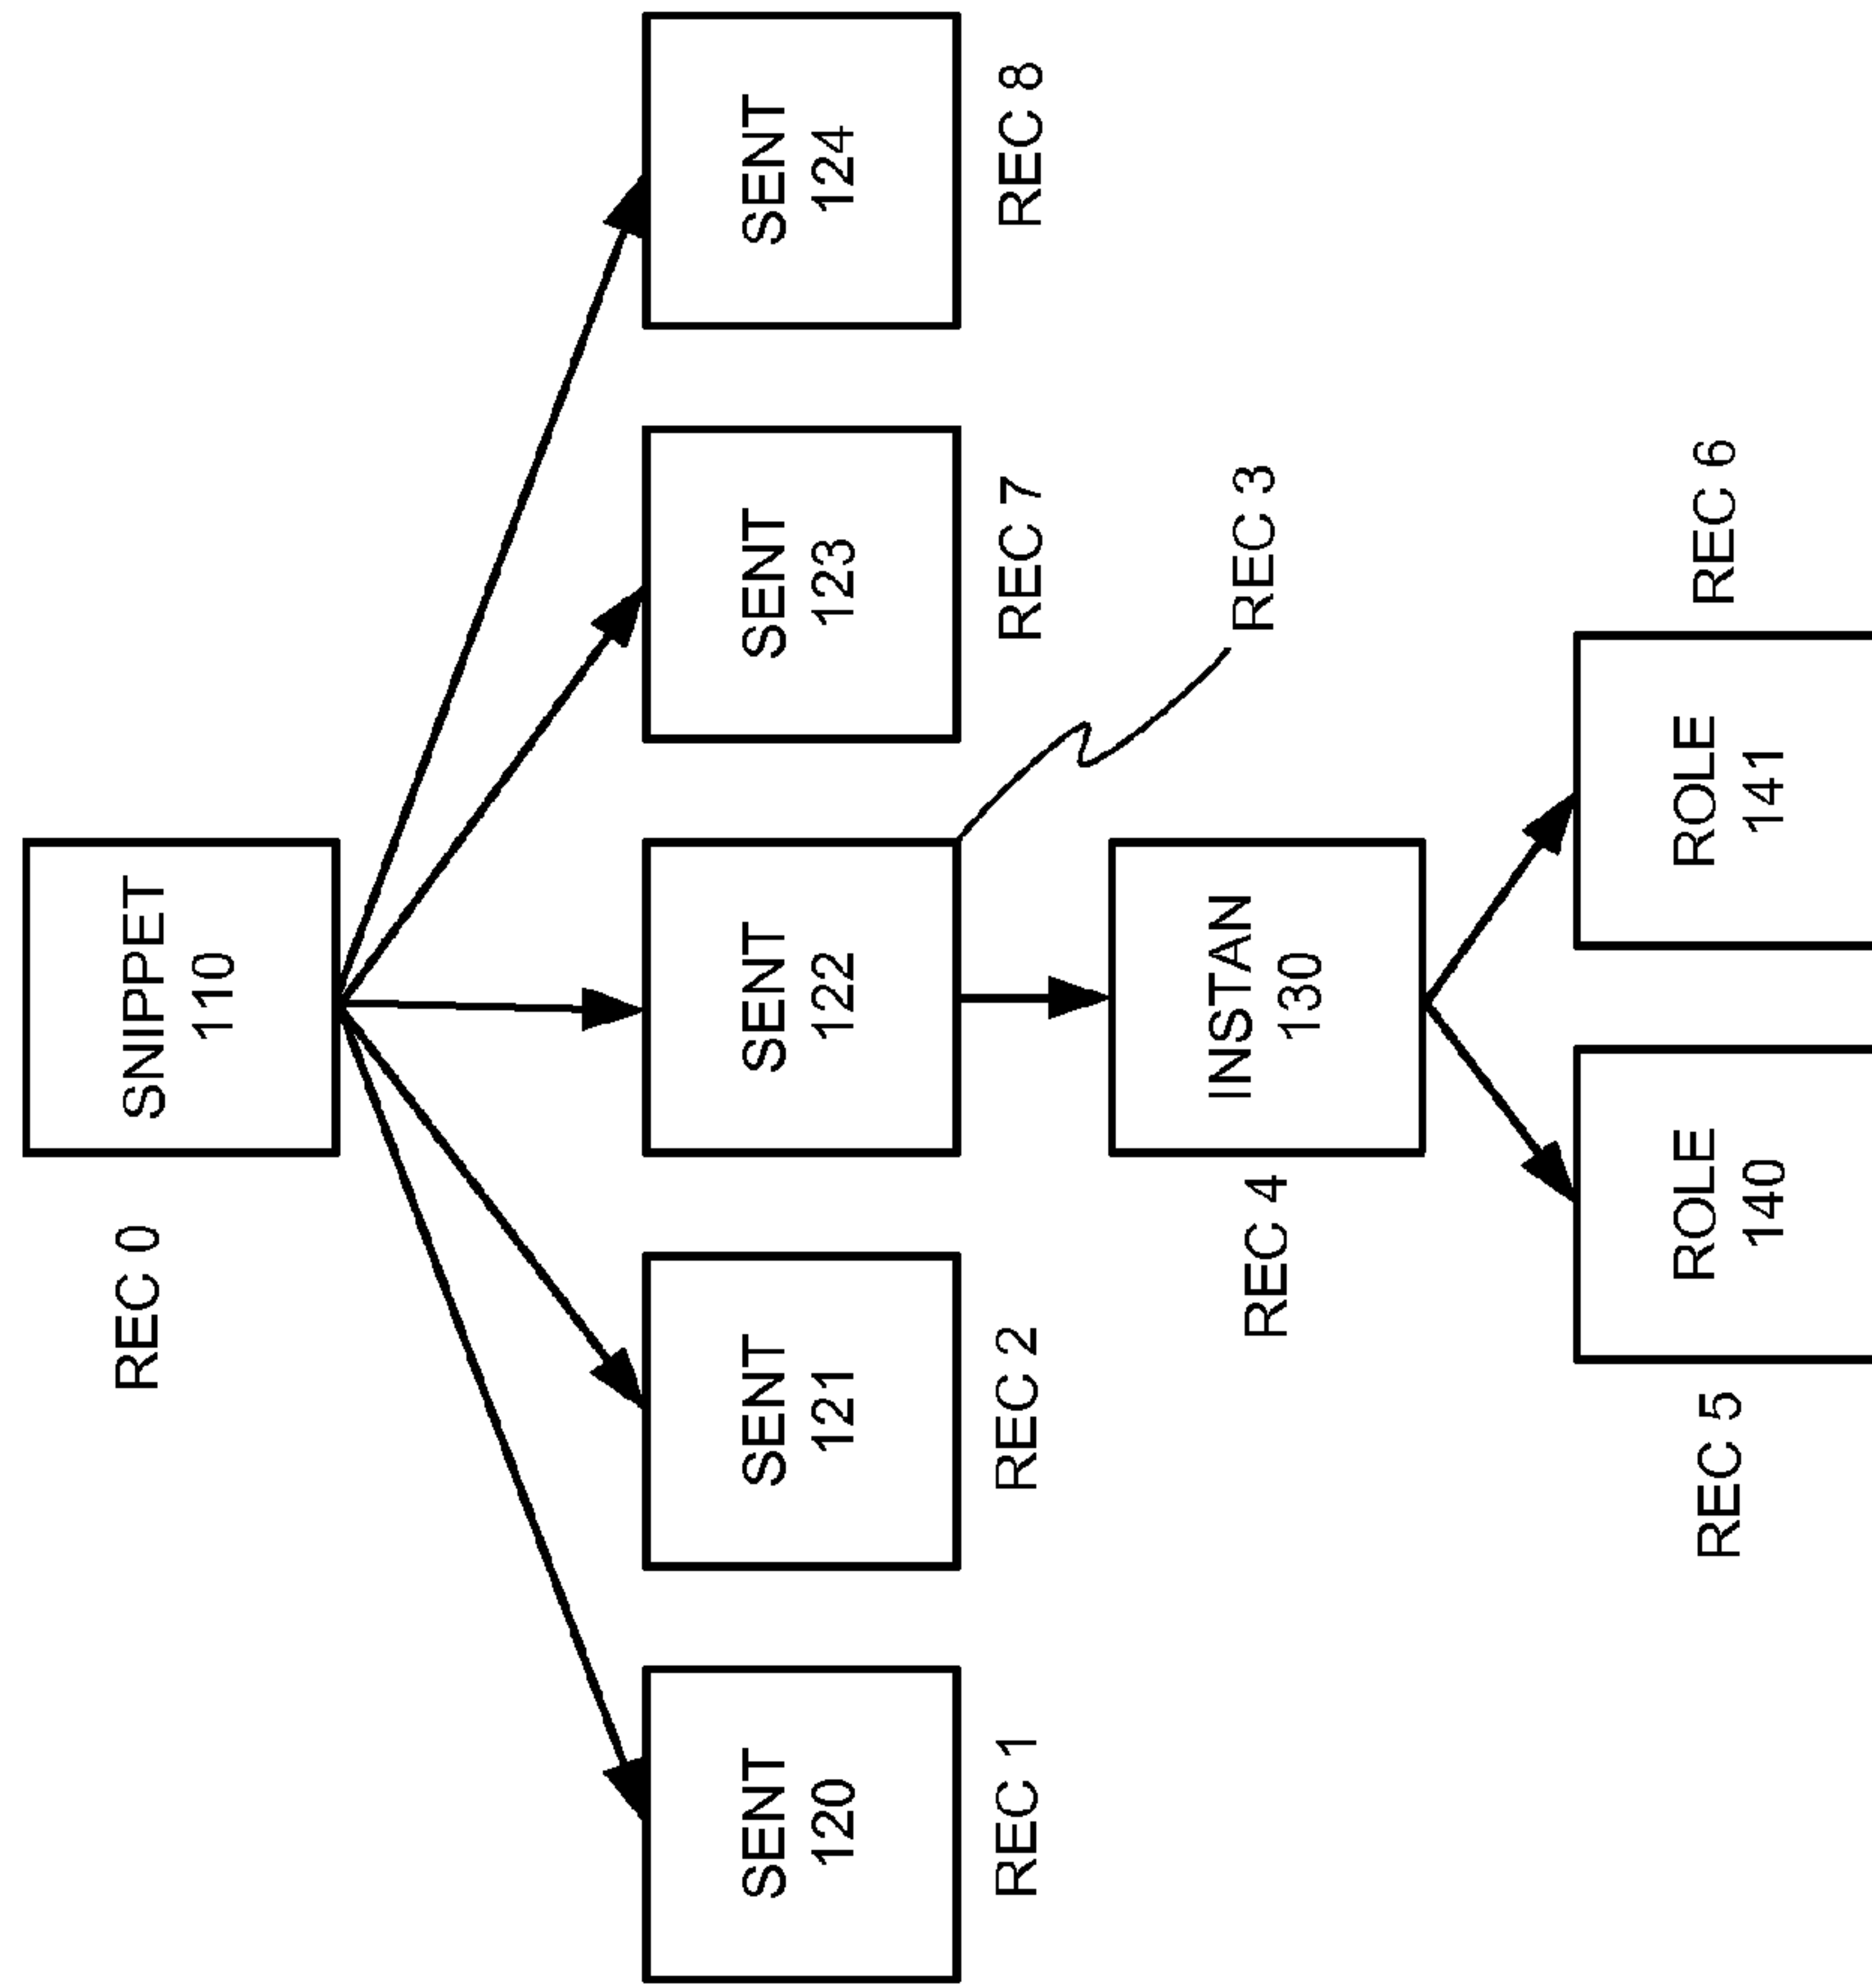 REC 0
SNIPPET
110
SENT
120
SENT
121
SENT
122
SENT
123
SENT
124
REC 1
REC 2
REC 7
REC 8
REC 3
REC 4
INSTAN
130
REC 5
ROLE
140
ROLE
141
REC 6